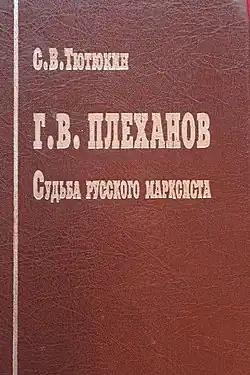 С. В. Тютюкин
Г. В. ПЛЕХАНОВ
Судьба русского марксиста